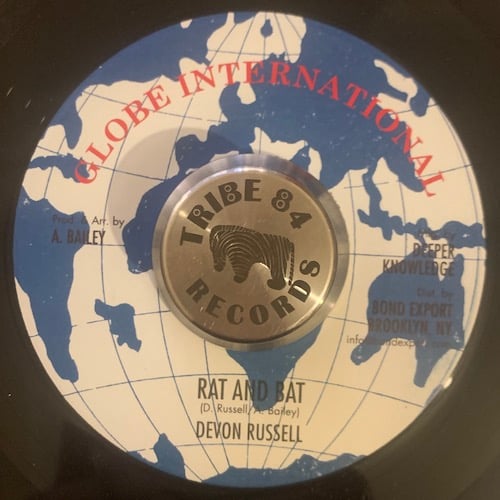 GLOBE INTERNATIONAL
Prod. & Arr. by
A. BAILEY
TRIBE 84
RECORDS
by
DEEPER
KNOWLEDGE
Dist. by
BOND EXPORT
BROOKLYN, NY
RAT AND BAT
(D. Russell/A. Bailey)
DEVON RUSSELL